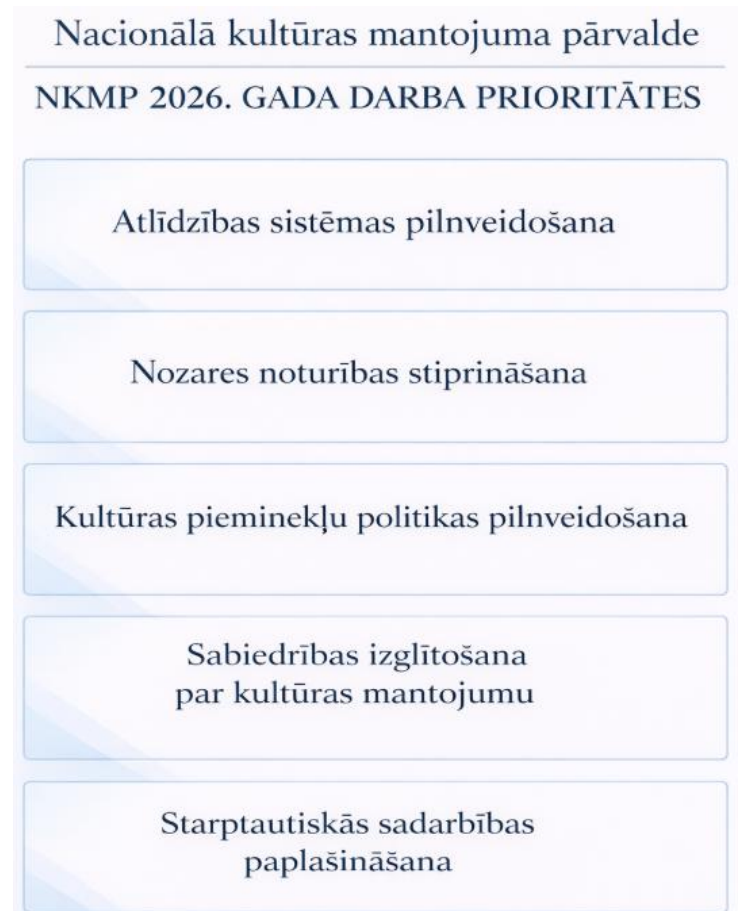 Nacionālā kultūras mantojuma pārvalde
NKMP 2026. GADA DARBA PRIORITĀTES
Atlīdzības sistēmas pilnveidošana
Nozares noturības stiprināšana
Kultūras pieminekļu politikas pilnveidošana
Sabiedrības izglītošana
par kultūras mantojumu
Starptautiskās sadarbības
paplašināšana